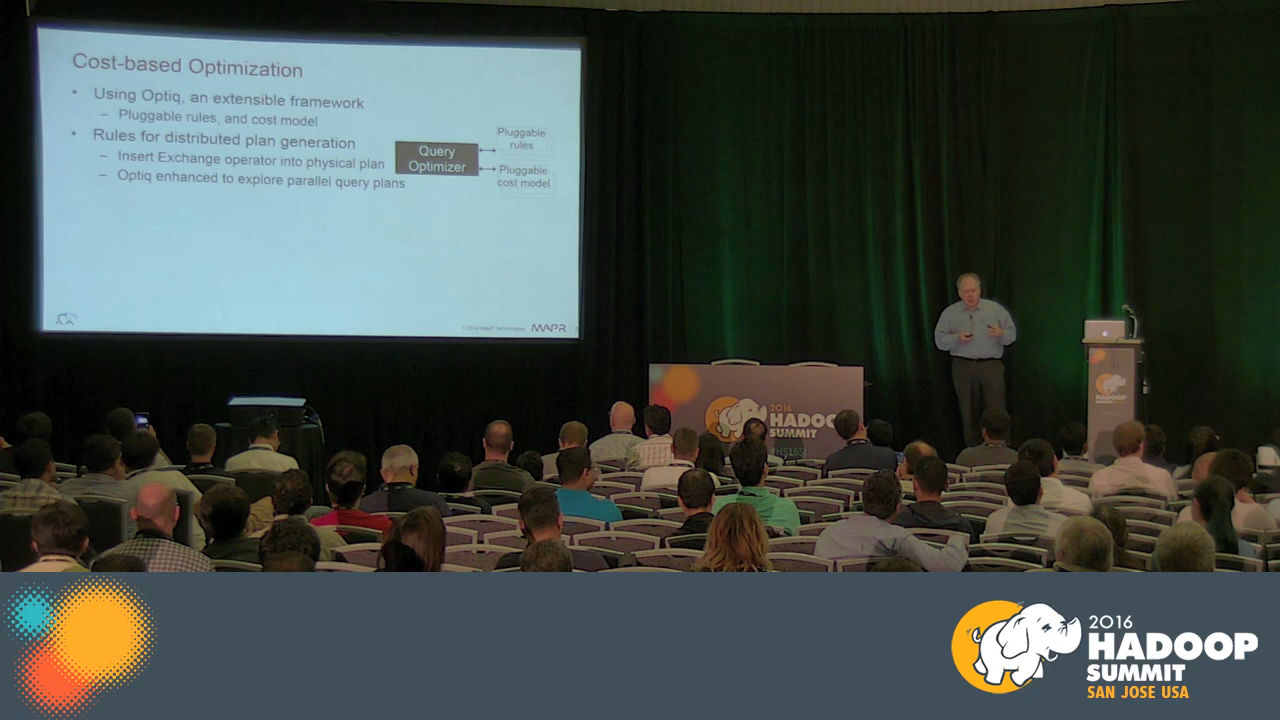 Cost-based Optimization
• Using Optiq, an extensible framework
– Pluggable rules, and cost model
• Rules for distributed plan generation
– Insert Exchange operator into physical plan
– Optiq enhanced to explore parallel query plans
Query
Optimizer
Pluggable
rules
Pluggable
cost model
MAPR
2016
HADOOP
SUMMIT
HADOOP
2016
HADOOP
SUMMIT
SAN JOSE USA